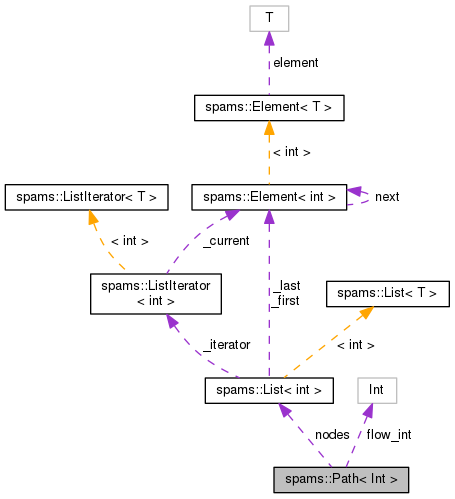 T
element
spams::Element< T >
< int >
spams::ListIterator< T >
spams::Element< int >
next
< int >
_current
spams::ListIterator
< int >
_last
_first
spams::List< T >
_iterator
< int >
spams::List< int >
Int
nodes
flow_int
spams::Path< Int >